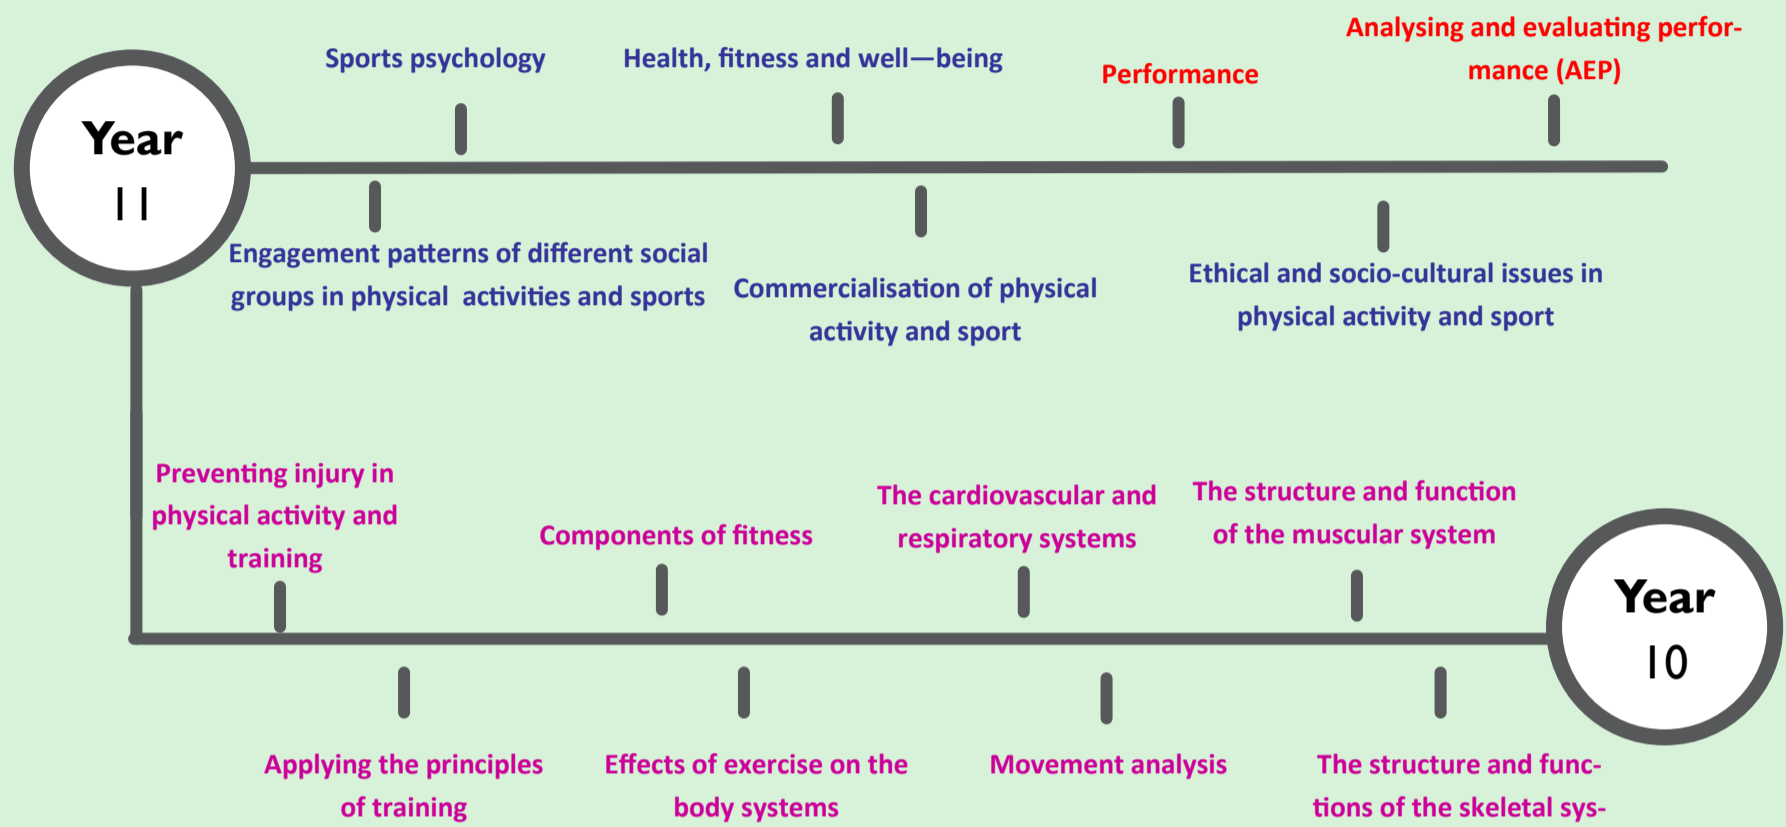 Analysing and evaluating perfor-
mance (AEP)
Sports psychology
Health, fitness and well—being
Performance
Year
11
Engagement patterns of different social
groups in physical  activities and sports
Commercialisation of physical
activity and sport
Ethical and socio-cultural issues in
physical activity and sport
Preventing injury in
physical activity and
training
Components of fitness
The cardiovascular and
respiratory systems
The structure and function
of the muscular system
Year
10
Applying the principles
of training
Effects of exercise on the
body systems
Movement analysis
The structure and func-
tions of the skeletal sys-